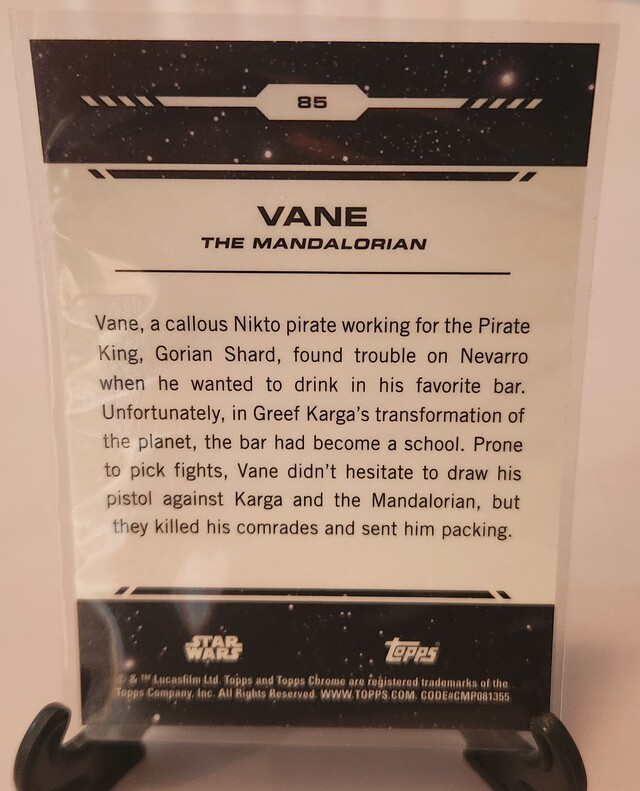 85
VANE
THE MANDALORIAN
Vane, a callous Nikto pirate working for the Pirate
King, Gorian Shard, found trouble on Nevarro
when he wanted to drink in his favorite bar.
Unfortunately, in Greef Karga's transformation of
the planet, the bar had become a school. Prone
to pick fights, Vane didn't hesitate to draw his
pistol against Karga and the Mandalorian, but
they killed his comrades and sent him packing.
STAR WARS
Topps
© & ™ Lucasfilm Ltd. Topps and Topps Chrome are registered trademarks of the
Topps Company, Inc. All Rights Reserved. WWW.TOPPS.COM. CODE#CMP081355